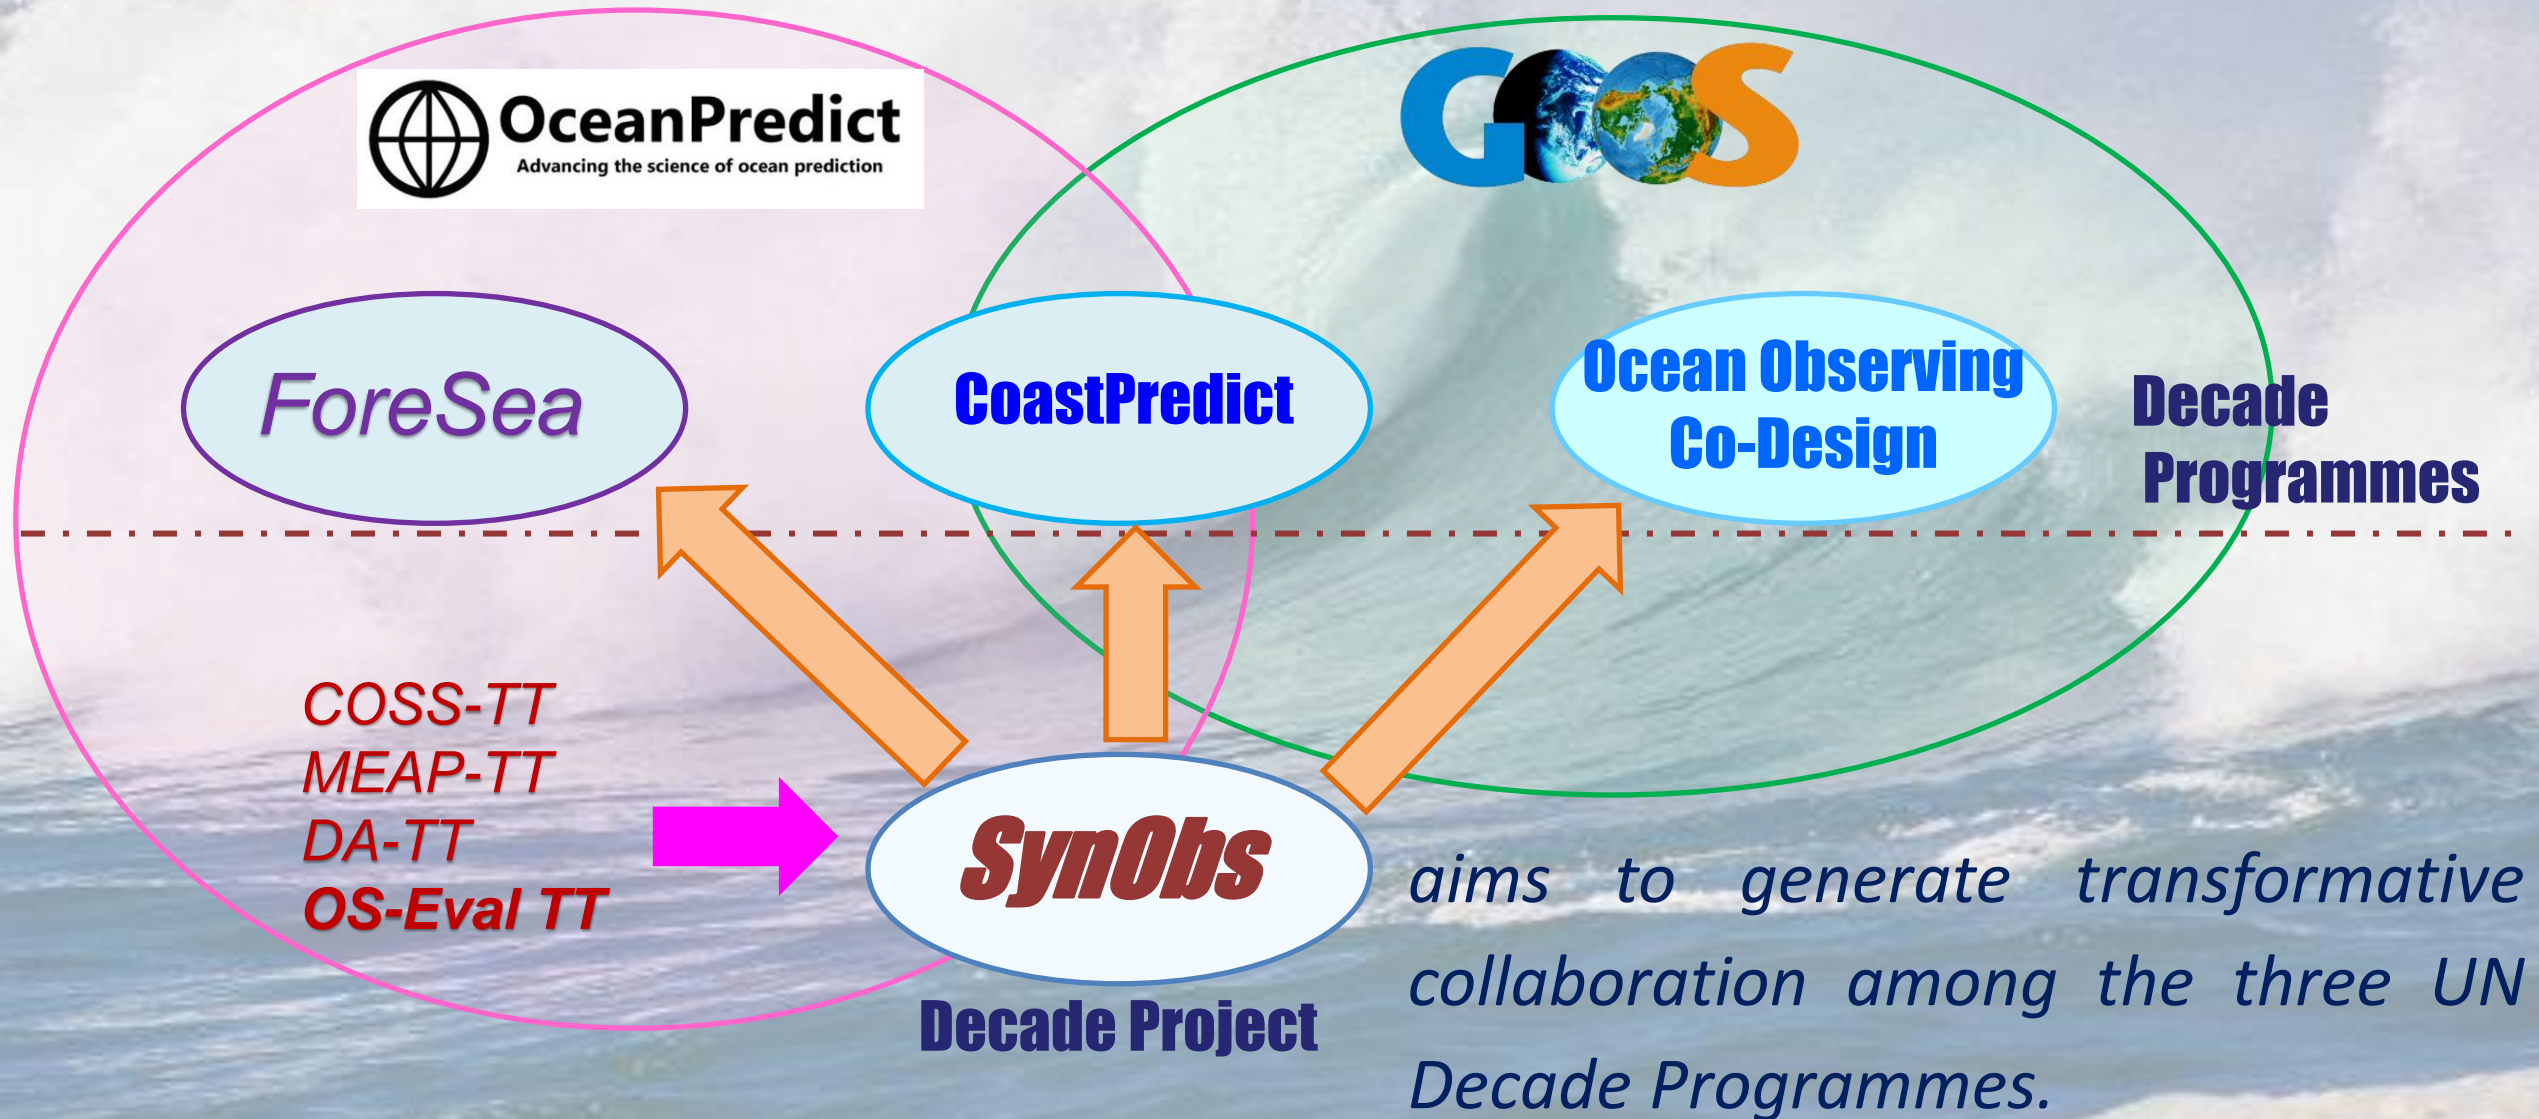 OceanPredict
Advancing the science of ocean prediction
GOOS
ForeSea
CoastPredict
Ocean Observing
Co-Design
Decade
Programmes
COSS-TT
MEAP-TT
DA-TT
OS-Eval TT
SynObs
Decade Project
aims to generate transformative
collaboration among the three UN
Decade Programmes.